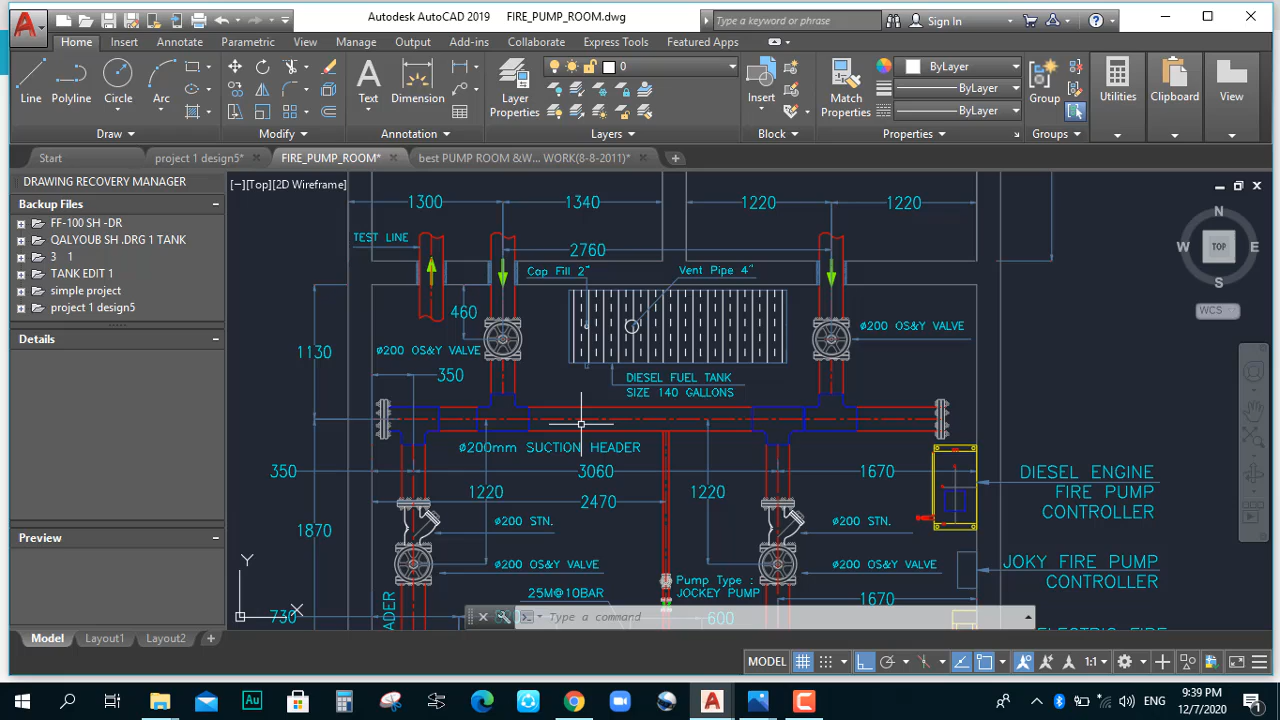 Autodesk AutoCAD 2019 FIRE_PUMP_ROOM.dwg
Type a keyword or phrase
Sign In
Home Insert Annotate Parametric View Manage Output Add-ins Collaborate Express Tools Featured Apps
Line Polyline Circle Arc
Text Dimension
Layer Properties
0
Insert
Match Properties
ByLayer
ByLayer
ByLayer
Group
Utilities
Clipboard
View
Draw Modify Annotation Layers Block Properties Groups
Start project 1 design5* FIRE_PUMP_ROOM* best PUMP ROOM &W... WORK(8-8-2011)*
DRAWING RECOVERY MANAGER
Backup Files
FF-100 SH -DR
QALYOUB SH .DRG 1 TANK
3 1
TANK EDIT 1
simple project
project 1 design5
Details
Preview
[−][Top][2D Wireframe]
1300 1340 1220 1220
TEST LINE
2760
Cap Fill 2" Vent Pipe 4"
460
ø200 OS&Y VALVE
1130
ø200 OS&Y VALVE
350
DIESEL FUEL TANK
SIZE 140 GALLONS
ø200mm SUCTION HEADER
350 3060 1670
1220 1220
2470
DIESEL ENGINE
FIRE PUMP
CONTROLLER
1870
ø200 STN. ø200 STN.
ø200 OS&Y VALVE ø200 OS&Y VALVE
JOKY FIRE PUMP
CONTROLLER
Pump Type :
JOCKEY PUMP
25M@10BAR
1670
730
600
N
W TOP E
S
WCS
Y
X
Type a command
Model Layout1 Layout2
MODEL
1:1
Au
ENG
9:39 PM
12/7/2020